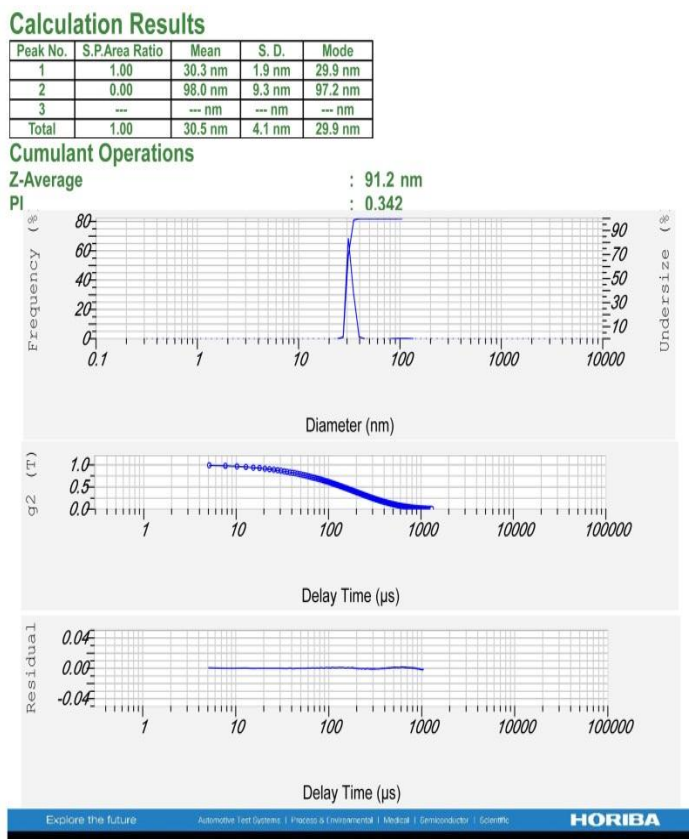 Calculation Results
Peak No. S.P.Area Ratio Mean S. D. Mode
1 1.00 30.3 nm 1.9 nm 29.9 nm
2 0.00 98.0 nm 9.3 nm 97.2 nm
3 --- --- nm --- nm --- nm
Total 1.00 30.5 nm 4.1 nm 29.9 nm
Cumulant Operations
Z-Average : 91.2 nm
PI : 0.342
Frequency (%
80
60
40
20
0
90
70
50
30
10
Undersize (%
0.1 1 10 100 1000 10000
Diameter (nm)
g2 (T)
1.0
0.5
0.0
1 10 100 1000 10000 100000
Delay Time (µs)
Residual
0.04
0.00
-0.04
1 10 100 1000 10000 100000
Delay Time (µs)
Explore the future Automotive Test Systems | Process & Environmental | Medical | Semiconductor | Scientific HORIBA